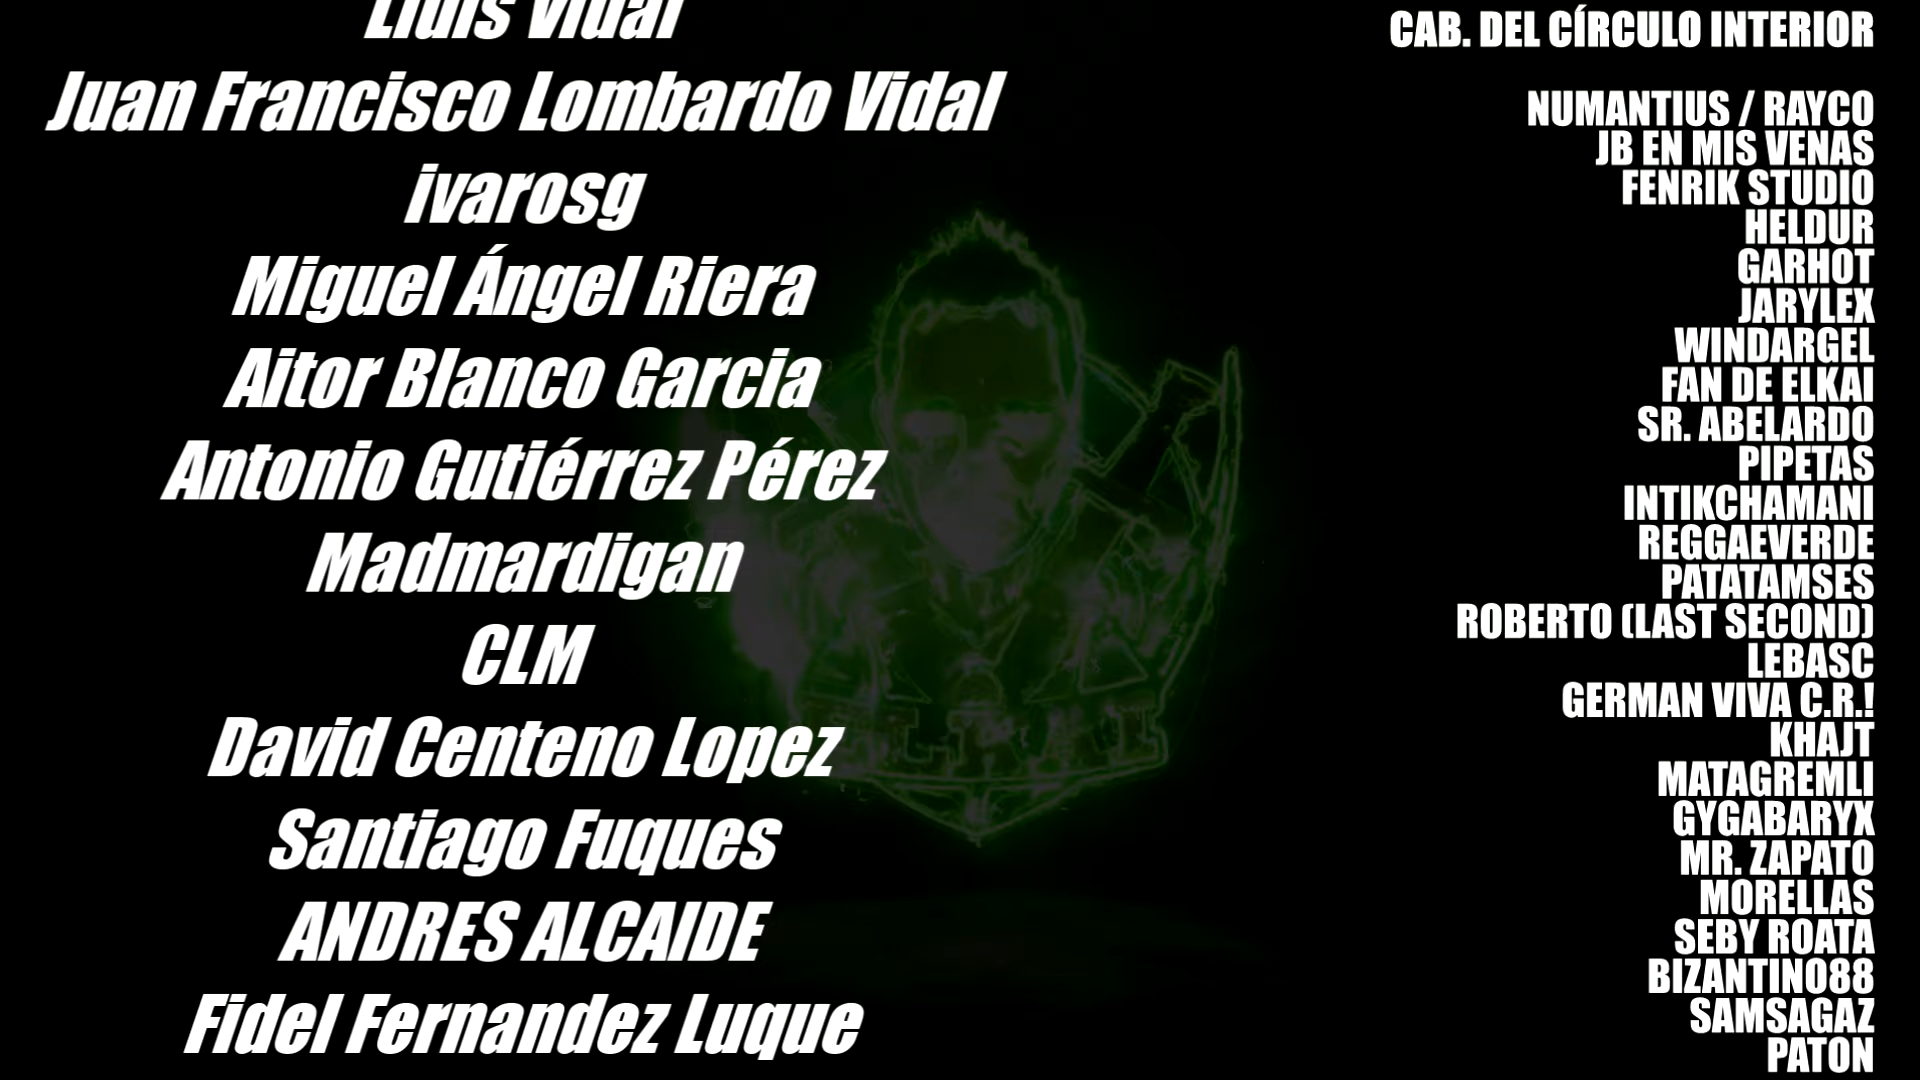 Lluis Vidal
Juan Francisco Lombardo Vidal
ivarosg
Miguel Ángel Riera
Aitor Blanco Garcia
Antonio Gutiérrez Pérez
Madmardigan
CLM
David Centeno Lopez
Santiago Fuques
ANDRES ALCAIDE
Fidel Fernandez Luque
CAB. DEL CÍRCULO INTERIOR
NUMANTIUS / RAYCO
JB EN MIS VENAS
FENRIK STUDIO
HELDUR
GARHOT
JARYLEX
WINDARGEL
FAN DE ELKAI
SR. ABELARDO
PIPETAS
INTIKCHAMANI
REGGAEVERDE
PATATAMSES
ROBERTO (LAST SECOND)
LEBASC
GERMAN VIVA C.R.!
KHAJT
MATAGREMLI
GYGABARYX
MR. ZAPATO
MORELLAS
SEBY ROATA
BIZANTINO88
SAMSAGAZ
PATON